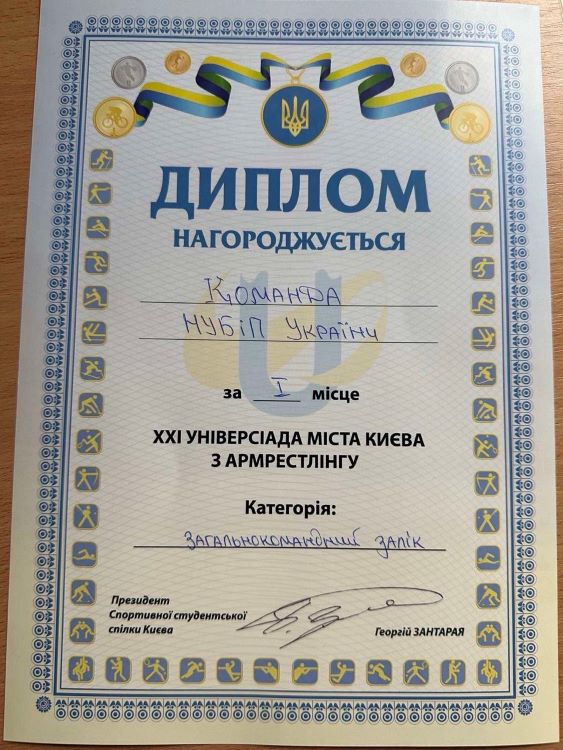 ДИПЛОМ
НАГОРОДЖУЄТЬСЯ
КОМАНДА
НУБІП УКРАЇНИ
за I місце
XXI УНІВЕРСІАДА МІСТА КИЄВА
З АРМРЕСТЛІНГУ
Категорія:
ЗАГАЛЬНОКОМАНДНИЙ ЗАЛІК
Президент
Спортивної студентської
спілки Києва
Георгій ЗАНТАРАЯ